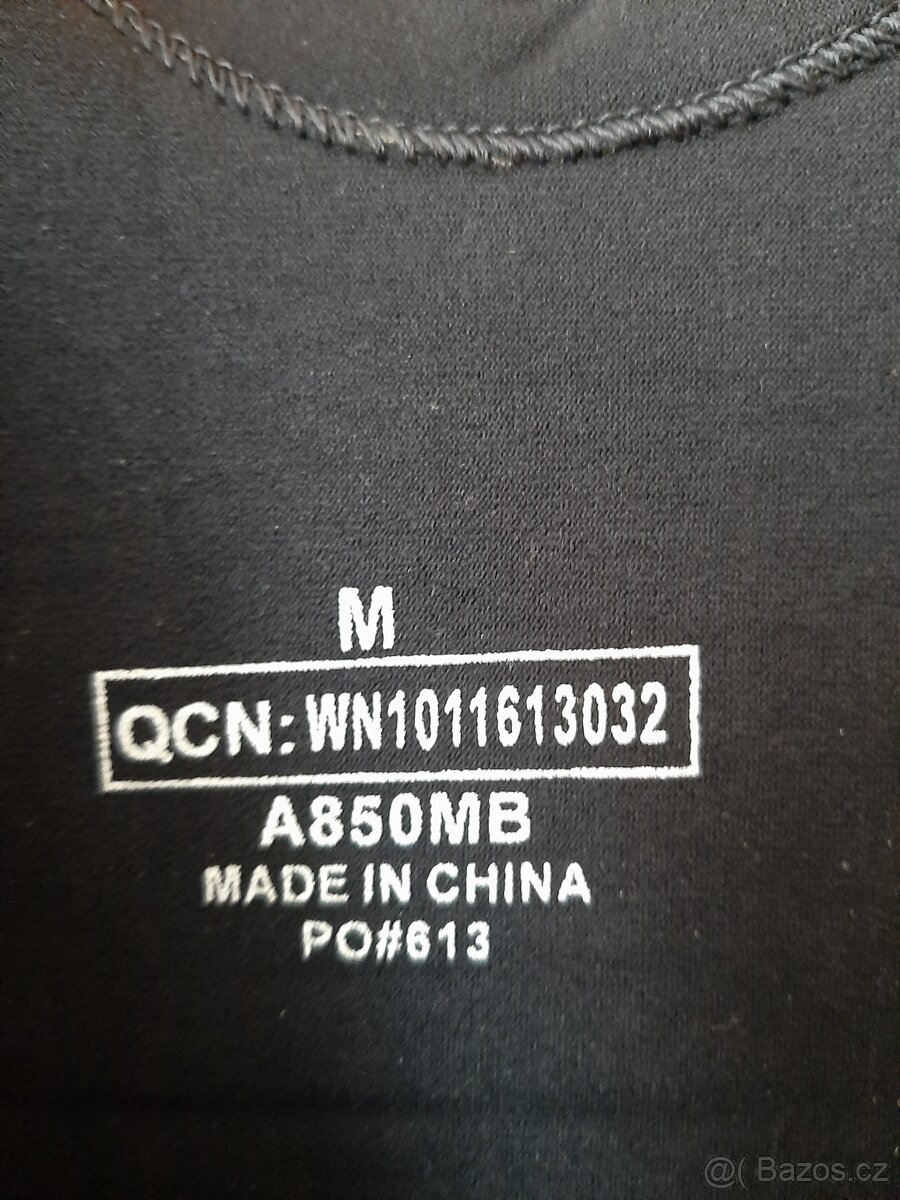 M
QCN: WN1011613032
A850MB
MADE IN CHINA
PO#613
@( Bazos.cz